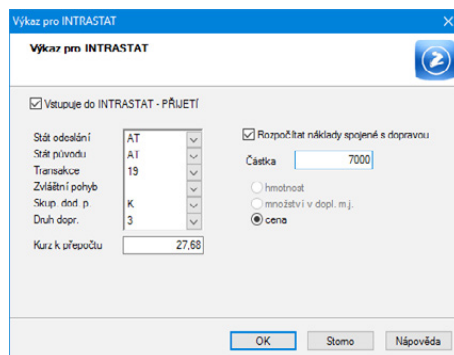 Výkaz pro INTRASTAT
Výkaz pro INTRASTAT
Vstupuje do INTRASTAT - PŘIJETÍ
Stát odeslání AT
Stát původu AT
Transakce 19
Zvláštní pohyb
Skup. dod. p. K
Druh dopr. 3
Kurz k přepočtu 27,68
Rozpočítat náklady spojené s dopravou
Částka 7000
hmotnost
množství v dopl. m.j.
cena
OK Storno Nápověda